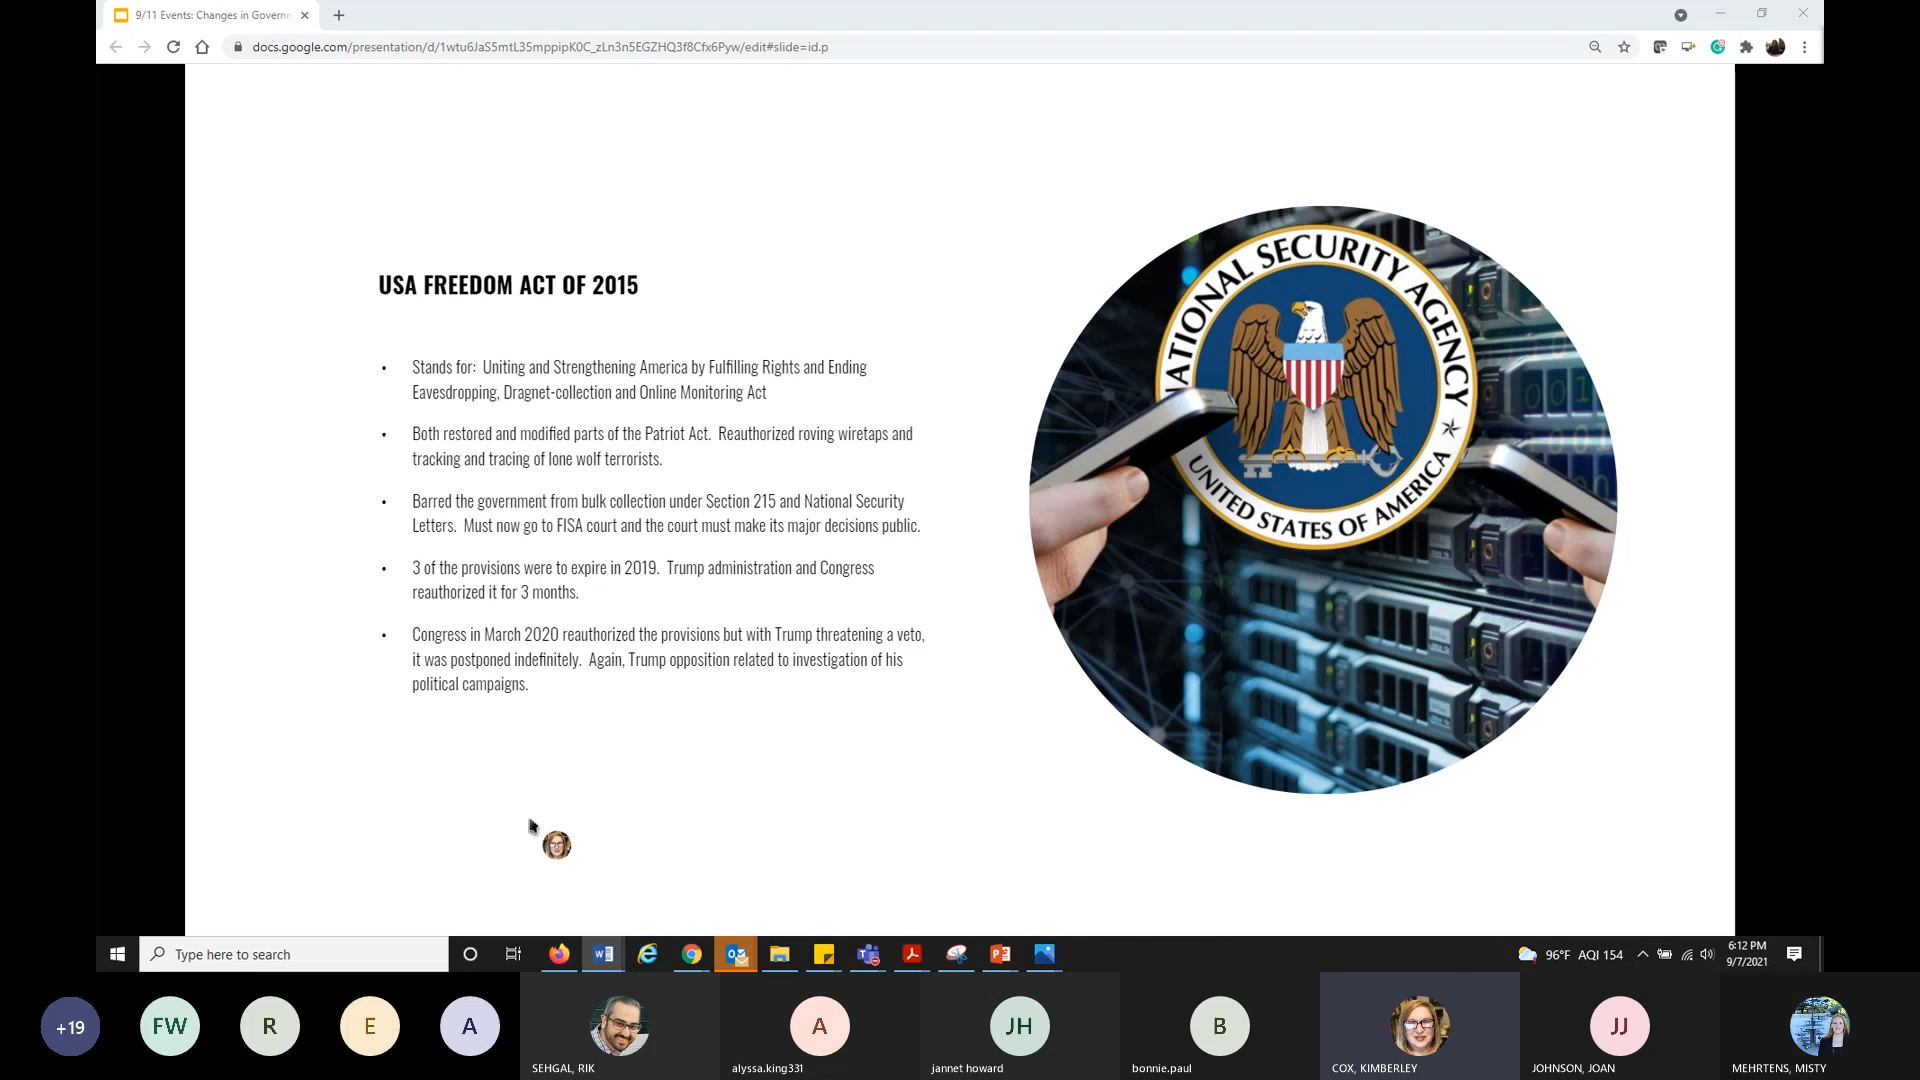 9/11 Events: Changes in Governm
docs.google.com/presentation/d/1wtu6JaS5mtL35mppipK0C_zLn3n5EGZHQ3f8Cfx6Pyw/edit#slide=id.p
USA FREEDOM ACT OF 2015
• Stands for: Uniting and Strengthening America by Fulfilling Rights and Ending
Eavesdropping, Dragnet-collection and Online Monitoring Act
• Both restored and modified parts of the Patriot Act. Reauthorized roving wiretaps and
tracking and tracing of lone wolf terrorists.
• Barred the government from bulk collection under Section 215 and National Security
Letters. Must now go to FISA court and the court must make its major decisions public.
• 3 of the provisions were to expire in 2019. Trump administration and Congress
reauthorized it for 3 months.
• Congress in March 2020 reauthorized the provisions but with Trump threatening a veto,
it was postponed indefinitely. Again, Trump opposition related to investigation of his
political campaigns.
NATIONAL SECURITY AGENCY
UNITED STATES OF AMERICA
Type here to search
96°F AQI 154
6:12 PM
9/7/2021
+19
FW
R
E
A
A
JH
B
JJ
SEHGAL, RIK
alyssa.king331
jannet howard
bonnie.paul
COX, KIMBERLEY
JOHNSON, JOAN
MEHRTENS, MISTY